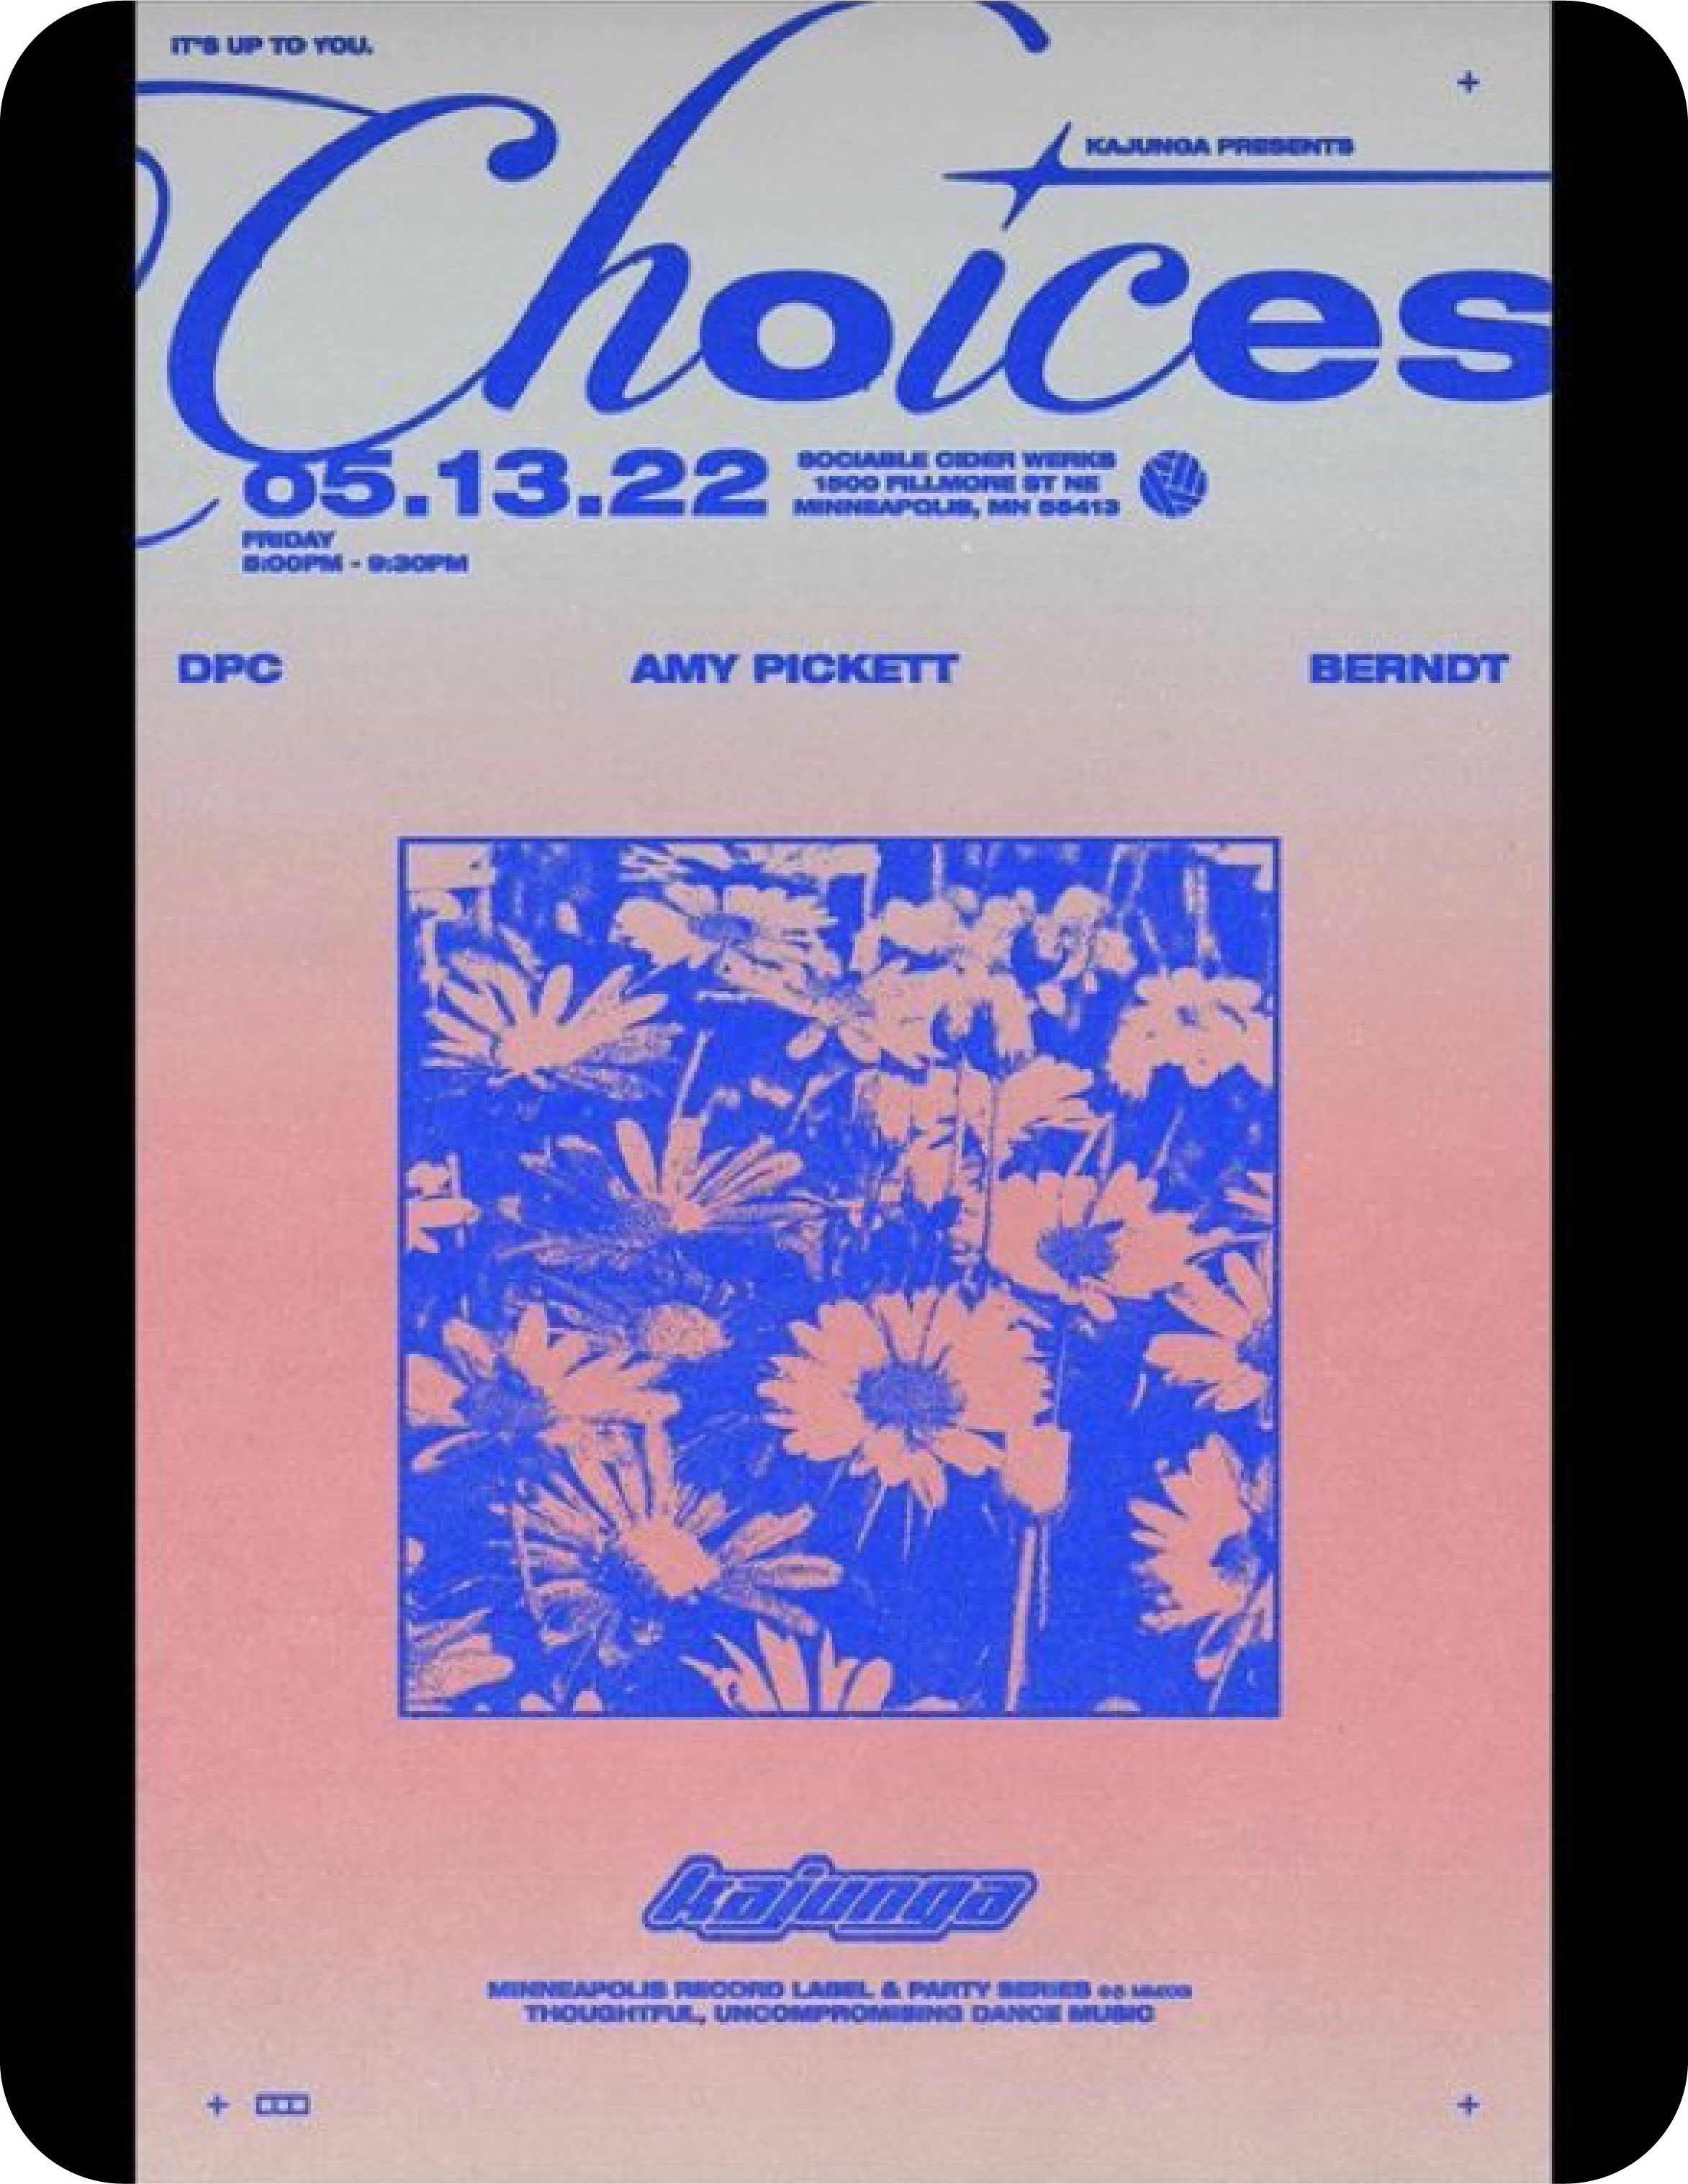 IT'S UP TO YOU.
KAJUNGA PRESENTS
Choices
05.13.22
SOCIABLE CIDER WERKS
1500 FILLMORE ST NE
MINNEAPOLIS, MN 55413
FRIDAY
5:00PM - 9:30PM
DPC
AMY PICKETT
BERNDT
kajunga
MINNEAPOLIS RECORD LABEL & PARTY SERIES
THOUGHTFUL, UNCOMPROMISING DANCE MUSIC